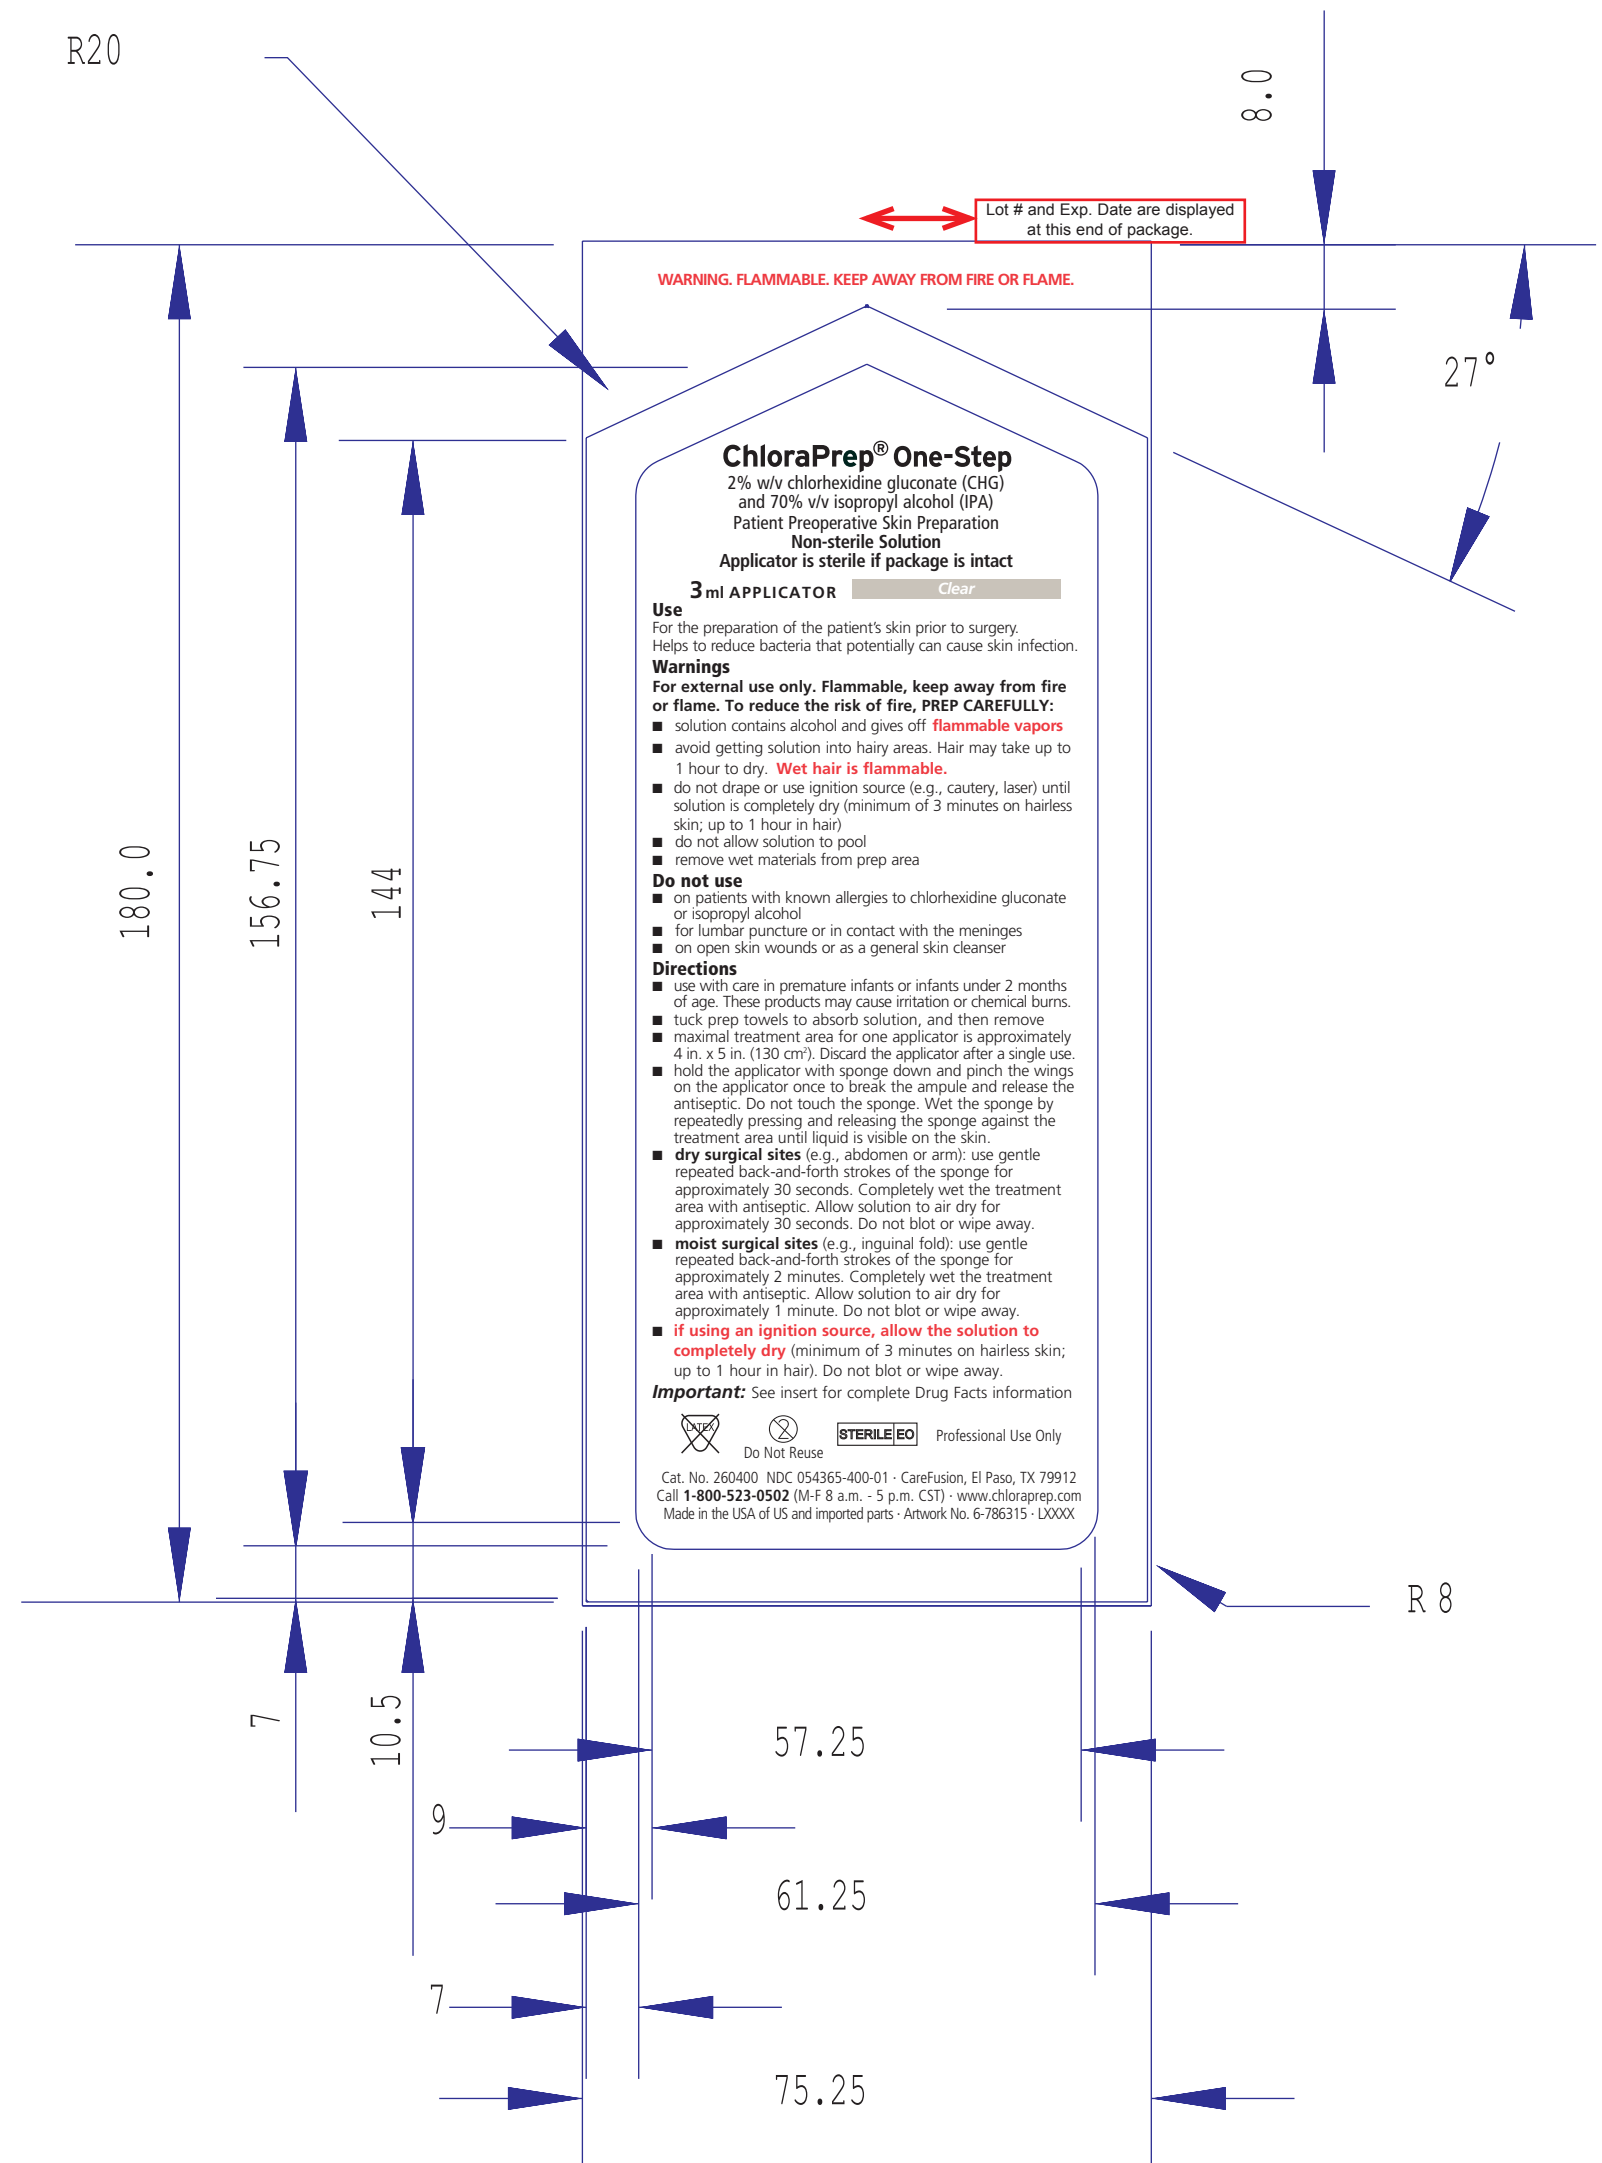 R20
8.0
Lot # and Exp. Date are displayed
at this end of package.
WARNING. FLAMMABLE. KEEP AWAY FROM FIRE OR FLAME.
27°
ChloraPrep® One-Step
2% w/v chlorhexidine gluconate (CHG)
and 70% v/v isopropyl alcohol (IPA)
Patient Preoperative Skin Preparation
Non-sterile Solution
Applicator is sterile if package is intact
3 ml APPLICATOR Clear
Use
For the preparation of the patient's skin prior to surgery.
Helps to reduce bacteria that potentially can cause skin infection.
Warnings
For external use only. Flammable, keep away from fire
or flame. To reduce the risk of fire, PREP CAREFULLY:
■ solution contains alcohol and gives off flammable vapors
■ avoid getting solution into hairy areas. Hair may take up to
1 hour to dry. Wet hair is flammable.
■ do not drape or use ignition source (e.g., cautery, laser) until
solution is completely dry (minimum of 3 minutes on hairless
skin; up to 1 hour in hair)
■ do not allow solution to pool
■ remove wet materials from prep area
Do not use
■ on patients with known allergies to chlorhexidine gluconate
or isopropyl alcohol
■ for lumbar puncture or in contact with the meninges
■ on open skin wounds or as a general skin cleanser
Directions
■ use with care in premature infants or infants under 2 months
of age. These products may cause irritation or chemical burns.
■ tuck prep towels to absorb solution, and then remove
■ maximal treatment area for one applicator is approximately
4 in. x 5 in. (130 cm²). Discard the applicator after a single use.
■ hold the applicator with sponge down and pinch the wings
on the applicator once to break the ampule and release the
antiseptic. Do not touch the sponge. Wet the sponge by
repeatedly pressing and releasing the sponge against the
treatment area until liquid is visible on the skin.
■ dry surgical sites (e.g., abdomen or arm): use gentle
repeated back-and-forth strokes of the sponge for
approximately 30 seconds. Completely wet the treatment
area with antiseptic. Allow solution to air dry for
approximately 30 seconds. Do not blot or wipe away.
■ moist surgical sites (e.g., inguinal fold): use gentle
repeated back-and-forth strokes of the sponge for
approximately 2 minutes. Completely wet the treatment
area with antiseptic. Allow solution to air dry for
approximately 1 minute. Do not blot or wipe away.
■ if using an ignition source, allow the solution to
completely dry (minimum of 3 minutes on hairless skin;
up to 1 hour in hair). Do not blot or wipe away.
Important: See insert for complete Drug Facts information
LATEX
2
Do Not Reuse
STERILE EO
Professional Use Only
Cat. No. 260400 NDC 054365-400-01 · CareFusion, El Paso, TX 79912
Call 1-800-523-0502 (M-F 8 a.m. - 5 p.m. CST) · www.chloraprep.com
Made in the USA of US and imported parts · Artwork No. 6-786315 · LXXXX
180.0
156.75
144
R 8
7
10.5
57.25
9
61.25
7
75.25